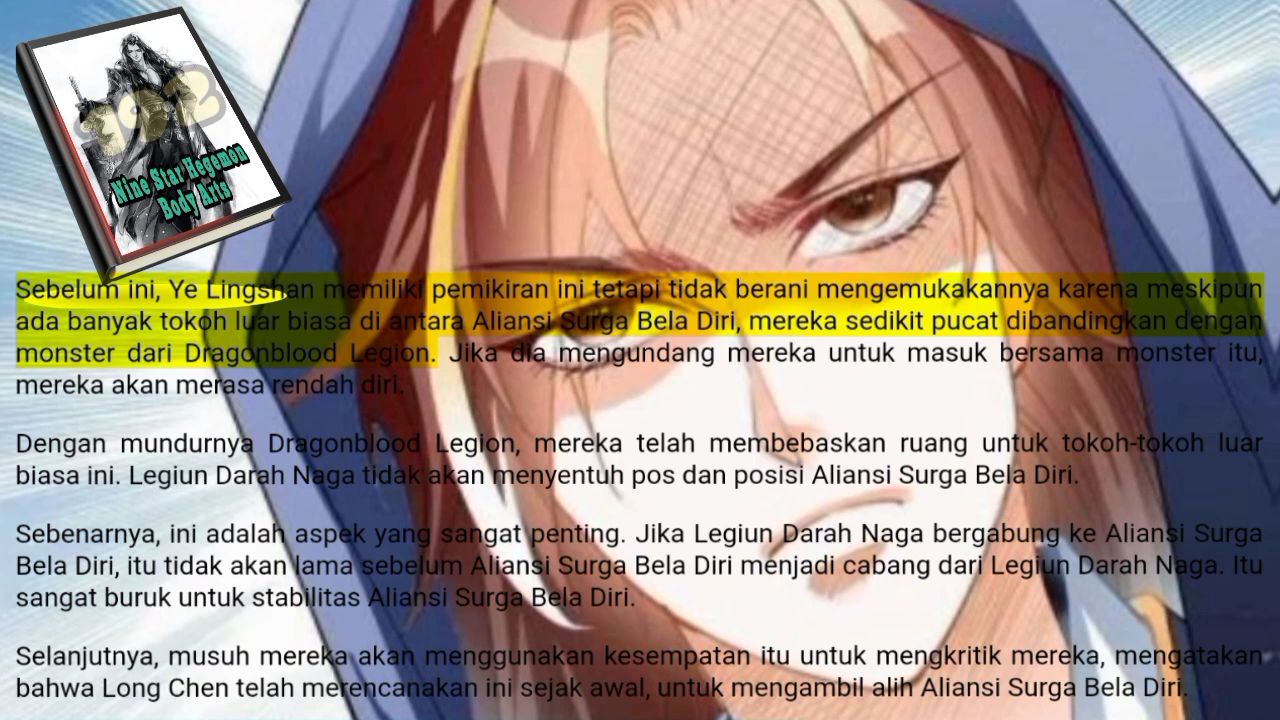 192
Nine Star Hegemon
Body Arts
Sebelum ini, Ye Lingshan memiliki pemikiran ini tetapi tidak berani mengemukakannya karena meskipun
ada banyak tokoh luar biasa di antara Aliansi Surga Bela Diri, mereka sedikit pucat dibandingkan dengan
monster dari Dragonblood Legion. Jika dia mengundang mereka untuk masuk bersama monster itu,
mereka akan merasa rendah diri.
Dengan mundurnya Dragonblood Legion, mereka telah membebaskan ruang untuk tokoh-tokoh luar
biasa ini. Legiun Darah Naga tidak akan menyentuh pos dan posisi Aliansi Surga Bela Diri.
Sebenarnya, ini adalah aspek yang sangat penting. Jika Legiun Darah Naga bergabung ke Aliansi Surga
Bela Diri, itu tidak akan lama sebelum Aliansi Surga Bela Diri menjadi cabang dari Legiun Darah Naga. Itu
sangat buruk untuk stabilitas Aliansi Surga Bela Diri.
Selanjutnya, musuh mereka akan menggunakan kesempatan itu untuk mengkritik mereka, mengatakan
bahwa Long Chen telah merencanakan ini sejak awal, untuk mengambil alih Aliansi Surga Bela Diri.